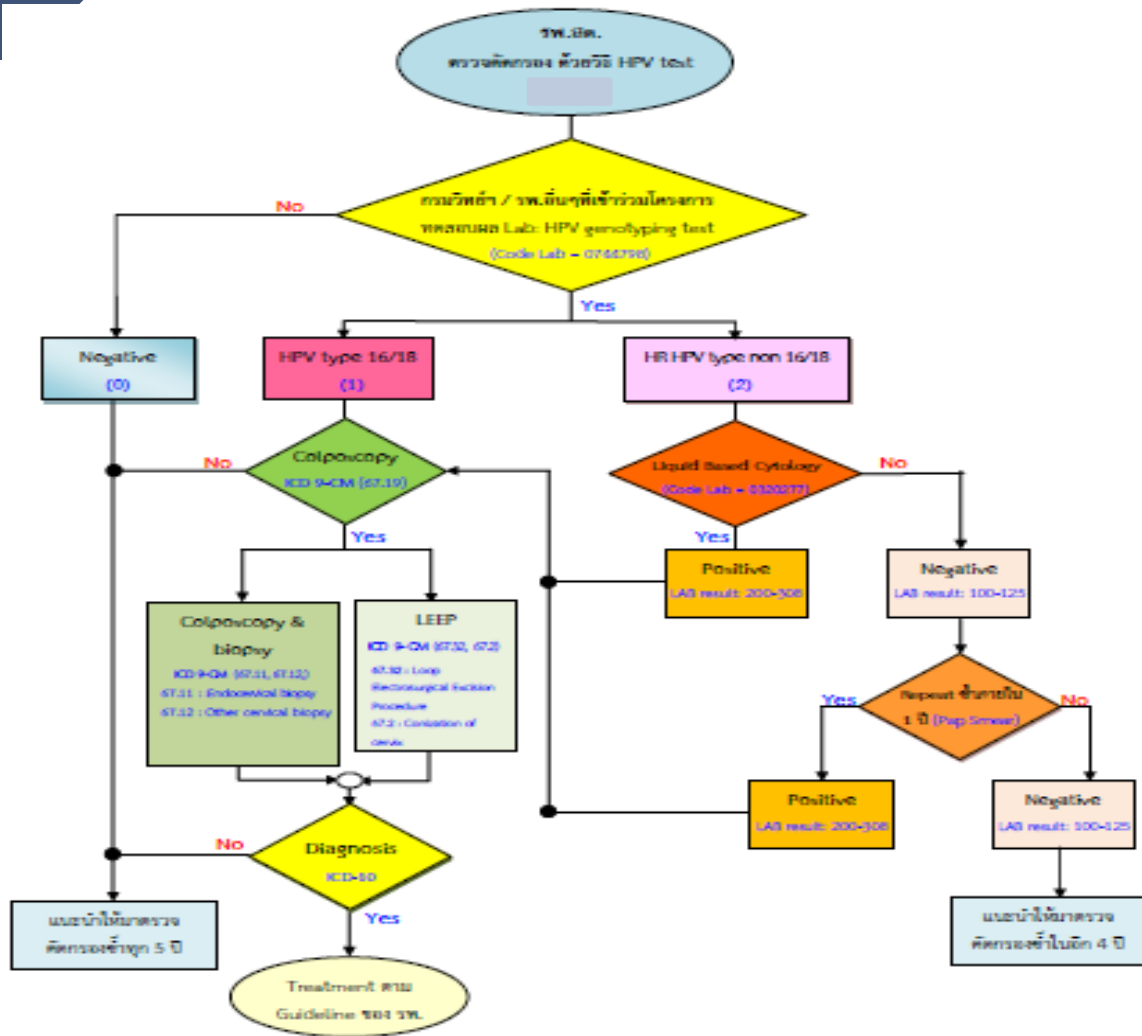 รพ.สต.
ตรวจคัดกรอง ด้วยวิธี HPV test
กรมวิทย์ฯ / รพ.อื่นๆที่เข้าร่วมโครงการ
ทดสอบผล Lab: HPV genotyping test
(Code Lab = 0744798)
No
Yes
Negative
(0)
HPV type 16/18
(1)
HR HPV type non 16/18
(2)
Colposcopy
ICD 9-CM (67.19)
No
Yes
Liquid Based Cytology
(Code Lab = 0320277)
No
Yes
Positive
LAB result: 200-308
Negative
LAB result: 100-125
Colposcopy &
biopsy
ICD 9-CM (67.11, 67.12,)
67.11 : Endocervical biopsy
67.12 : Other cervical biopsy
LEEP
ICD 9-CM (67.32, 67.2)
67.32 : Loop
Electrosurgical Excision
Procedure
67.2 : Conization of
cervix
Repeat ซ้ำภายใน
1 ปี (Pap Smear)
Yes
No
Positive
LAB result: 200-308
Negative
LAB result: 100-125
Diagnosis
ICD-10
No
Yes
แนะนำให้มาตรวจ
คัดกรองซ้ำทุก 5 ปี
แนะนำให้มาตรวจ
คัดกรองซ้ำในอีก 4 ปี
Treatment ตาม
Guideline ของ รพ.